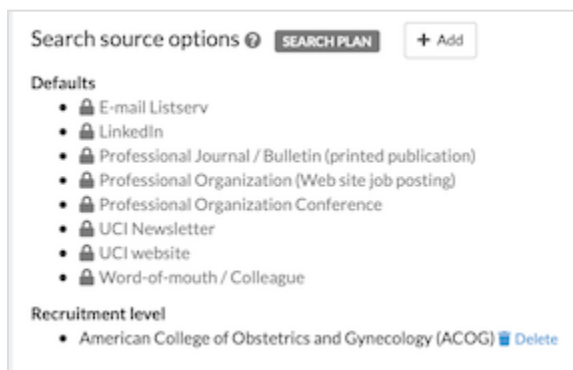 Search source options ? SEARCH PLAN + Add
Defaults
• E-mail Listserv
• LinkedIn
• Professional Journal / Bulletin (printed publication)
• Professional Organization (Web site job posting)
• Professional Organization Conference
• UCI Newsletter
• UCI website
• Word-of-mouth / Colleague
Recruitment level
• American College of Obstetrics and Gynecology (ACOG) Delete